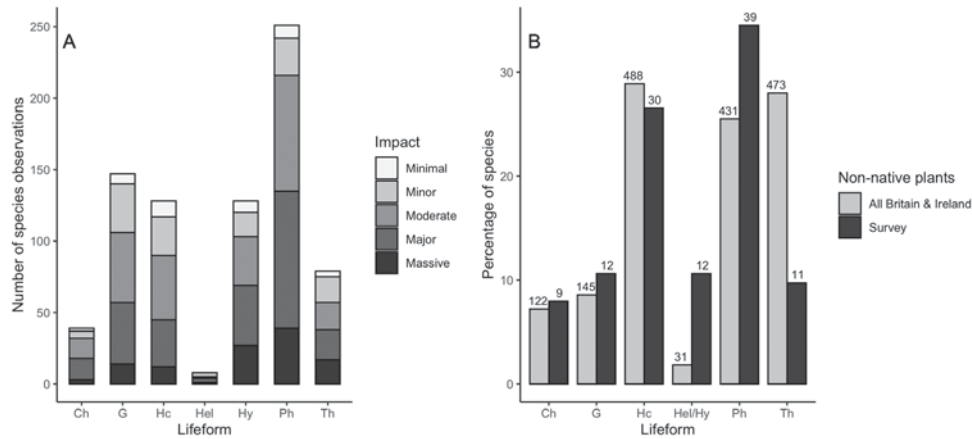 A
Number of species observations
250
200
150
100
50
0
Ch G Hc Hel Hy Ph Th
Lifeform
Impact
Minimal
Minor
Moderate
Major
Massive
B
Percentage of species
30
20
10
0
122 9 145 12 488 30 31 12 431 39 473 11
Ch G Hc Hel/Hy Ph Th
Lifeform
Non-native plants
All Britain & Ireland
Survey